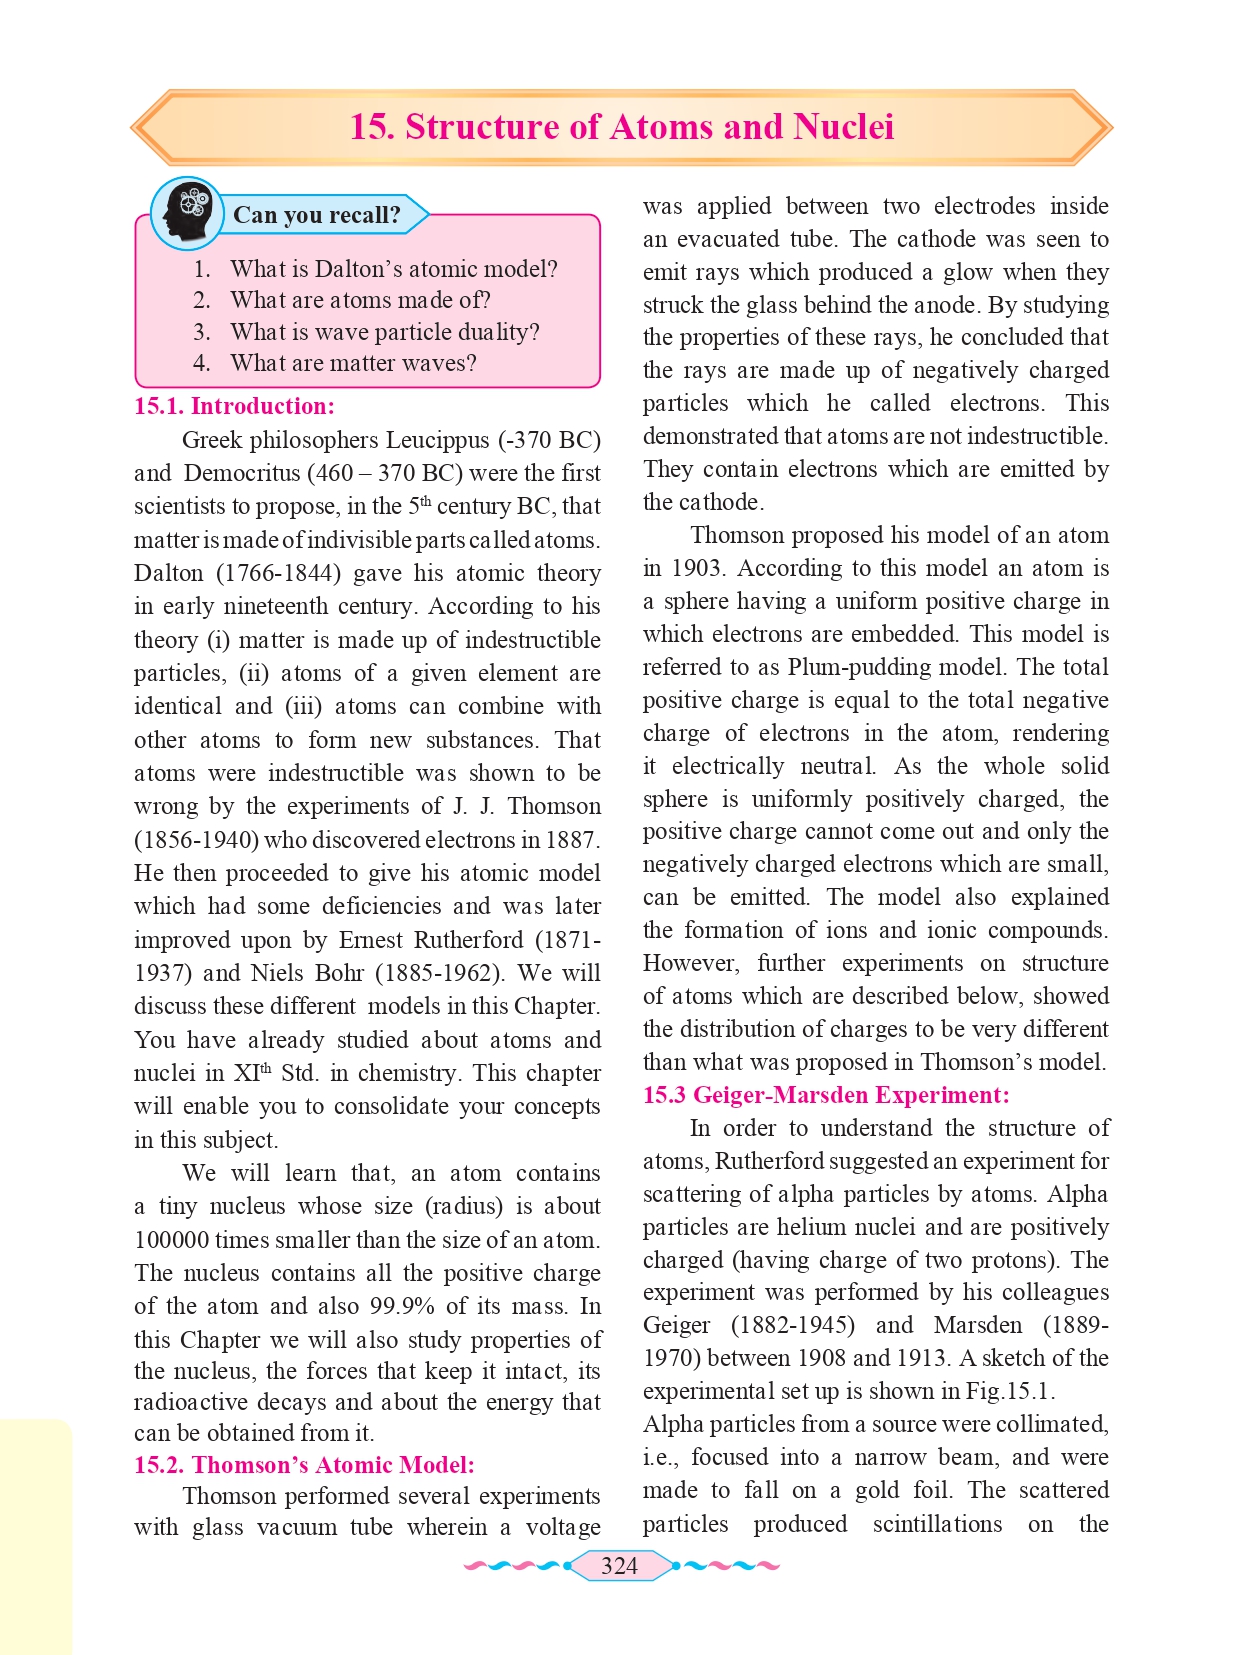 15. Structure of Atoms and Nuclei
Can you recall?
1. What is Dalton’s atomic model?
2. What are atoms made of?
3. What is wave particle duality?
4. What are matter waves?
15.1. Introduction:
Greek philosophers Leucippus (-370 BC)
and Democritus (460 – 370 BC) were the first
scientists to propose, in the 5th century BC, that
matter is made of indivisible parts called atoms.
Dalton (1766-1844) gave his atomic theory
in early nineteenth century. According to his
theory (i) matter is made up of indestructible
particles, (ii) atoms of a given element are
identical and (iii) atoms can combine with
other atoms to form new substances. That
atoms were indestructible was shown to be
wrong by the experiments of J. J. Thomson
(1856-1940) who discovered electrons in 1887.
He then proceeded to give his atomic model
which had some deficiencies and was later
improved upon by Ernest Rutherford (1871-
1937) and Niels Bohr (1885-1962). We will
discuss these different models in this Chapter.
You have already studied about atoms and
nuclei in XIth Std. in chemistry. This chapter
will enable you to consolidate your concepts
in this subject.
We will learn that, an atom contains
a tiny nucleus whose size (radius) is about
100000 times smaller than the size of an atom.
The nucleus contains all the positive charge
of the atom and also 99.9% of its mass. In
this Chapter we will also study properties of
the nucleus, the forces that keep it intact, its
radioactive decays and about the energy that
can be obtained from it.
15.2. Thomson’s Atomic Model:
Thomson performed several experiments
with glass vacuum tube wherein a voltage
was applied between two electrodes inside
an evacuated tube. The cathode was seen to
emit rays which produced a glow when they
struck the glass behind the anode. By studying
the properties of these rays, he concluded that
the rays are made up of negatively charged
particles which he called electrons. This
demonstrated that atoms are not indestructible.
They contain electrons which are emitted by
the cathode.
Thomson proposed his model of an atom
in 1903. According to this model an atom is
a sphere having a uniform positive charge in
which electrons are embedded. This model is
referred to as Plum-pudding model. The total
positive charge is equal to the total negative
charge of electrons in the atom, rendering
it electrically neutral. As the whole solid
sphere is uniformly positively charged, the
positive charge cannot come out and only the
negatively charged electrons which are small,
can be emitted. The model also explained
the formation of ions and ionic compounds.
However, further experiments on structure
of atoms which are described below, showed
the distribution of charges to be very different
than what was proposed in Thomson’s model.
15.3 Geiger-Marsden Experiment:
In order to understand the structure of
atoms, Rutherford suggested an experiment for
scattering of alpha particles by atoms. Alpha
particles are helium nuclei and are positively
charged (having charge of two protons). The
experiment was performed by his colleagues
Geiger (1882-1945) and Marsden (1889-
1970) between 1908 and 1913. A sketch of the
experimental set up is shown in Fig.15.1.
Alpha particles from a source were collimated,
i.e., focused into a narrow beam, and were
made to fall on a gold foil. The scattered
particles produced scintillations on the
324